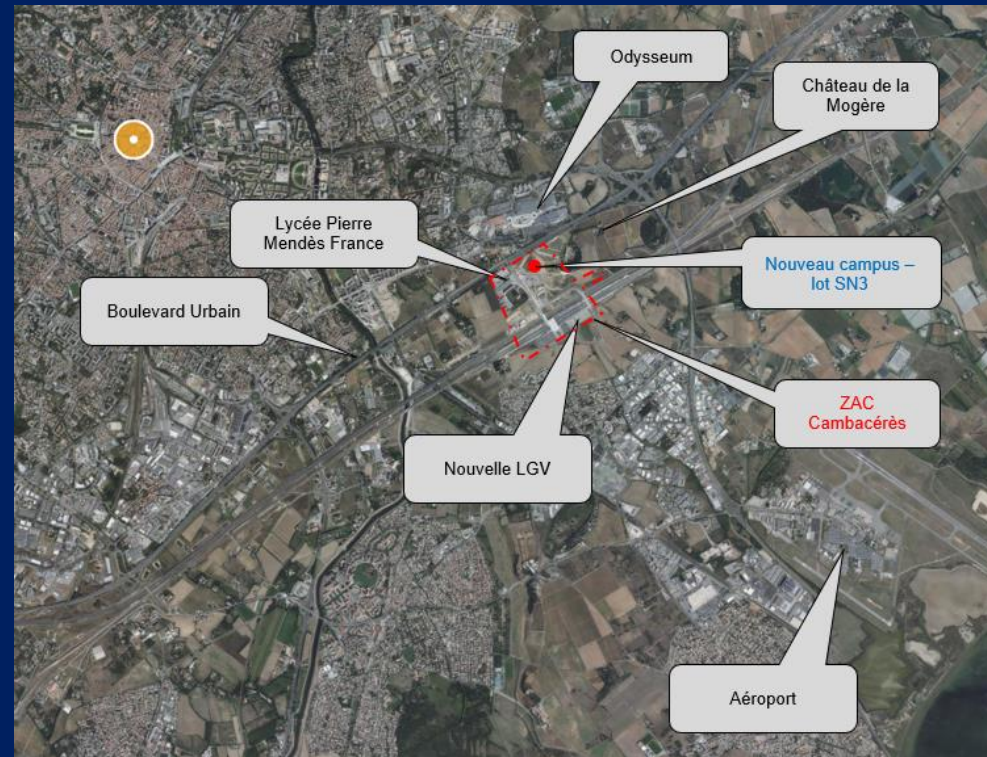 Odysseum
Château de la
Mogère
Lycée Pierre
Mendès France
Nouveau campus –
lot SN3
Boulevard Urbain
ZAC
Cambacérès
Nouvelle LGV
Aéroport